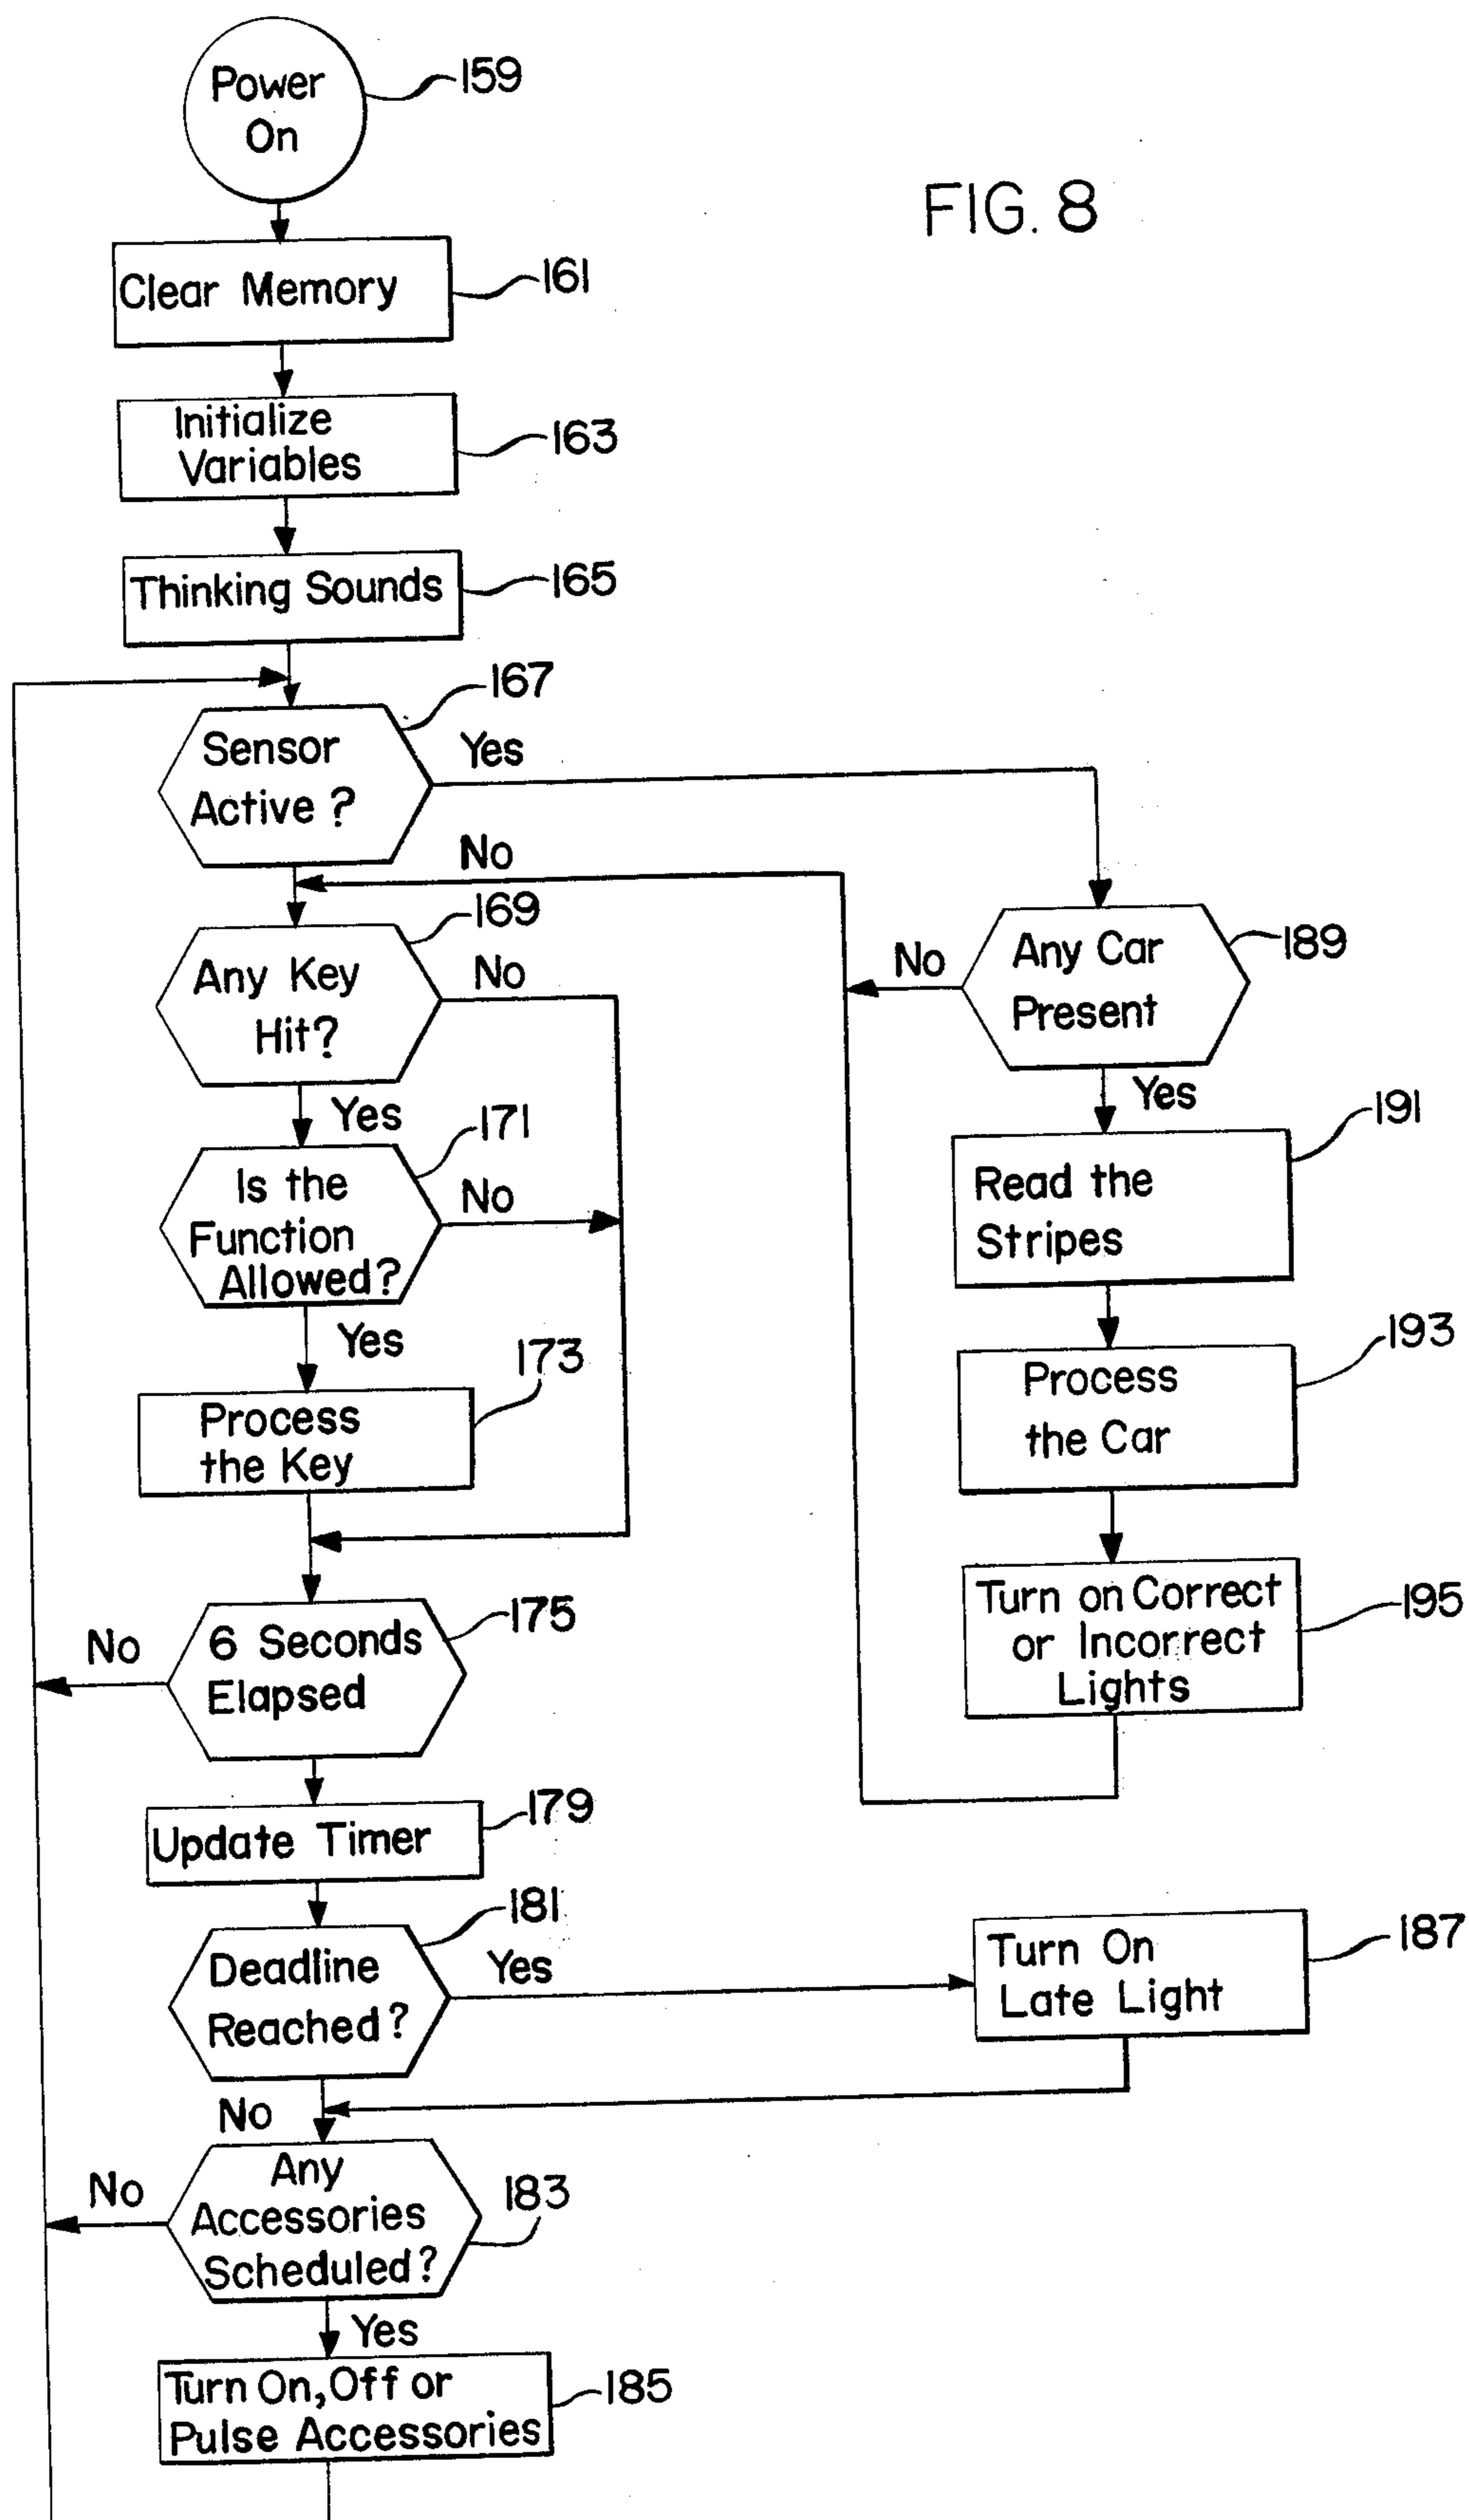 Power
On
159
FIG. 8
Clear Memory
161
Initialize
Variables
163
Thinking Sounds
165
167
Sensor
Active?
Yes
No
169
Any Key
Hit?
No
Yes
171
Is the
Function
Allowed?
No
Yes
173
Process
the Key
Any Car
Present
189
No
Yes
191
Read the
Stripes
193
Process
the Car
Turn on Correct
or Incorrect
Lights
195
175
6 Seconds
Elapsed
No
179
Update Timer
181
Deadline
Reached?
Yes
Turn On
Late Light
187
No
Any
Accessories
Scheduled?
183
No
Yes
Turn On, Off or
Pulse Accessories
185